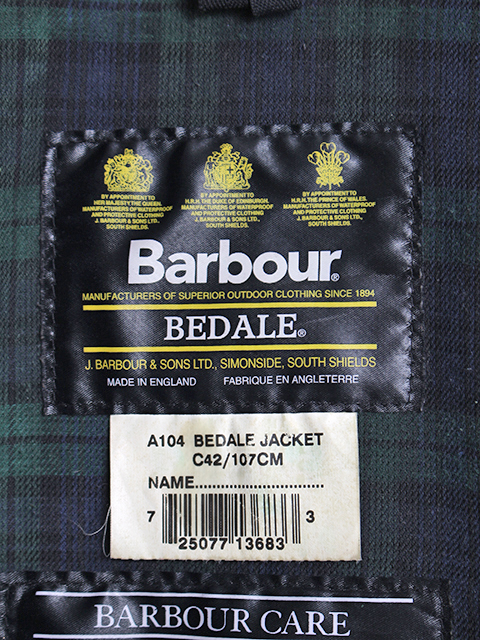 BY APPOINTMENT TO
HER MAJESTY THE QUEEN.
MANUFACTURERS OF WATERPROOF
AND PROTECTIVE CLOTHING
J. BARBOUR & SONS LTD.
SOUTH SHIELDS.
BY APPOINTMENT TO
H.R.H. THE DUKE OF EDINBURGH.
MANUFACTURERS OF WATERPROOF
AND PROTECTIVE CLOTHING
J. BARBOUR & SONS LTD.,
SOUTH SHIELDS.
BY APPOINTMENT TO
H.R.H. THE PRINCE OF WALES.
MANUFACTURERS OF WATERPROOF
AND PROTECTIVE CLOTHING
J. BARBOUR & SONS LTD.,
SOUTH SHIELDS.
Barbour®
MANUFACTURERS OF SUPERIOR OUTDOOR CLOTHING SINCE 1894
BEDALE®
J. BARBOUR & SONS LTD., SIMONSIDE, SOUTH SHIELDS
MADE IN ENGLAND FABRIQUE EN ANGLETERRE
A104 BEDALE JACKET
C42/107CM
NAME...............................
7 25077 13683 3
BARBOUR CARE